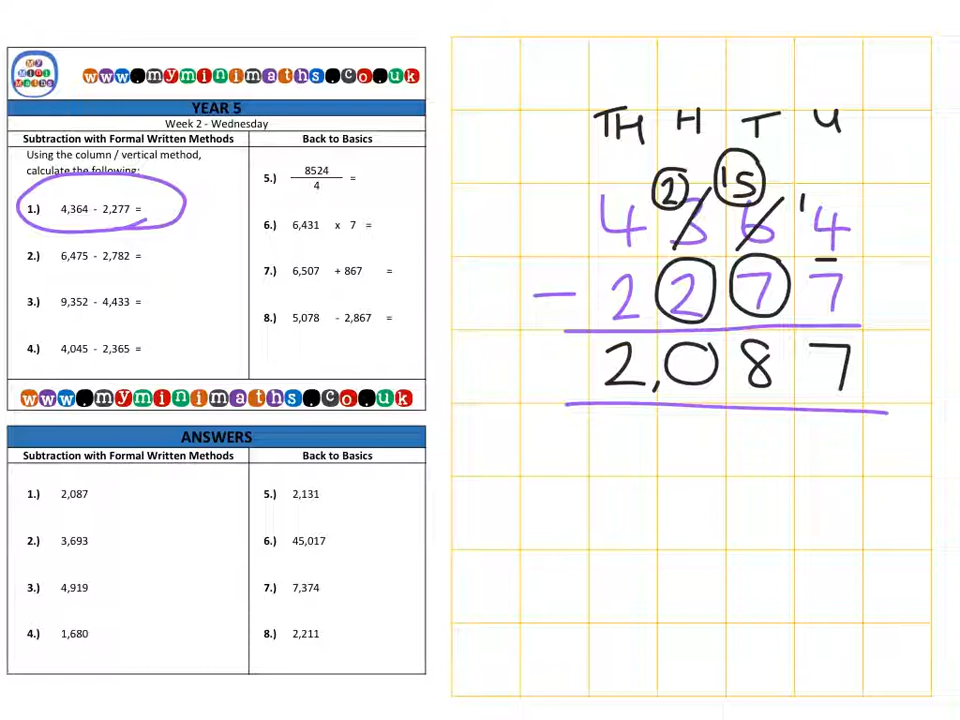 My
Mini
Maths
www.myminimaths.co.uk
YEAR 5
Week 2 - Wednesday
Subtraction with Formal Written Methods
Back to Basics
Using the column / vertical method,
calculate the following:
1.) 4,364 - 2,277 =
2.) 6,475 - 2,782 =
3.) 9,352 - 4,433 =
4.) 4,045 - 2,365 =
5.) 8524
4 =
6.) 6,431 x 7 =
7.) 6,507 + 867 =
8.) 5,078 - 2,867 =
www.myminimaths.co.uk
ANSWERS
Subtraction with Formal Written Methods
Back to Basics
1.) 2,087
2.) 3,693
3.) 4,919
4.) 1,680
5.) 2,131
6.) 45,017
7.) 7,374
8.) 2,211
TH H T U
2 15
4 3 6 14
- 2 2 7 7
2,087